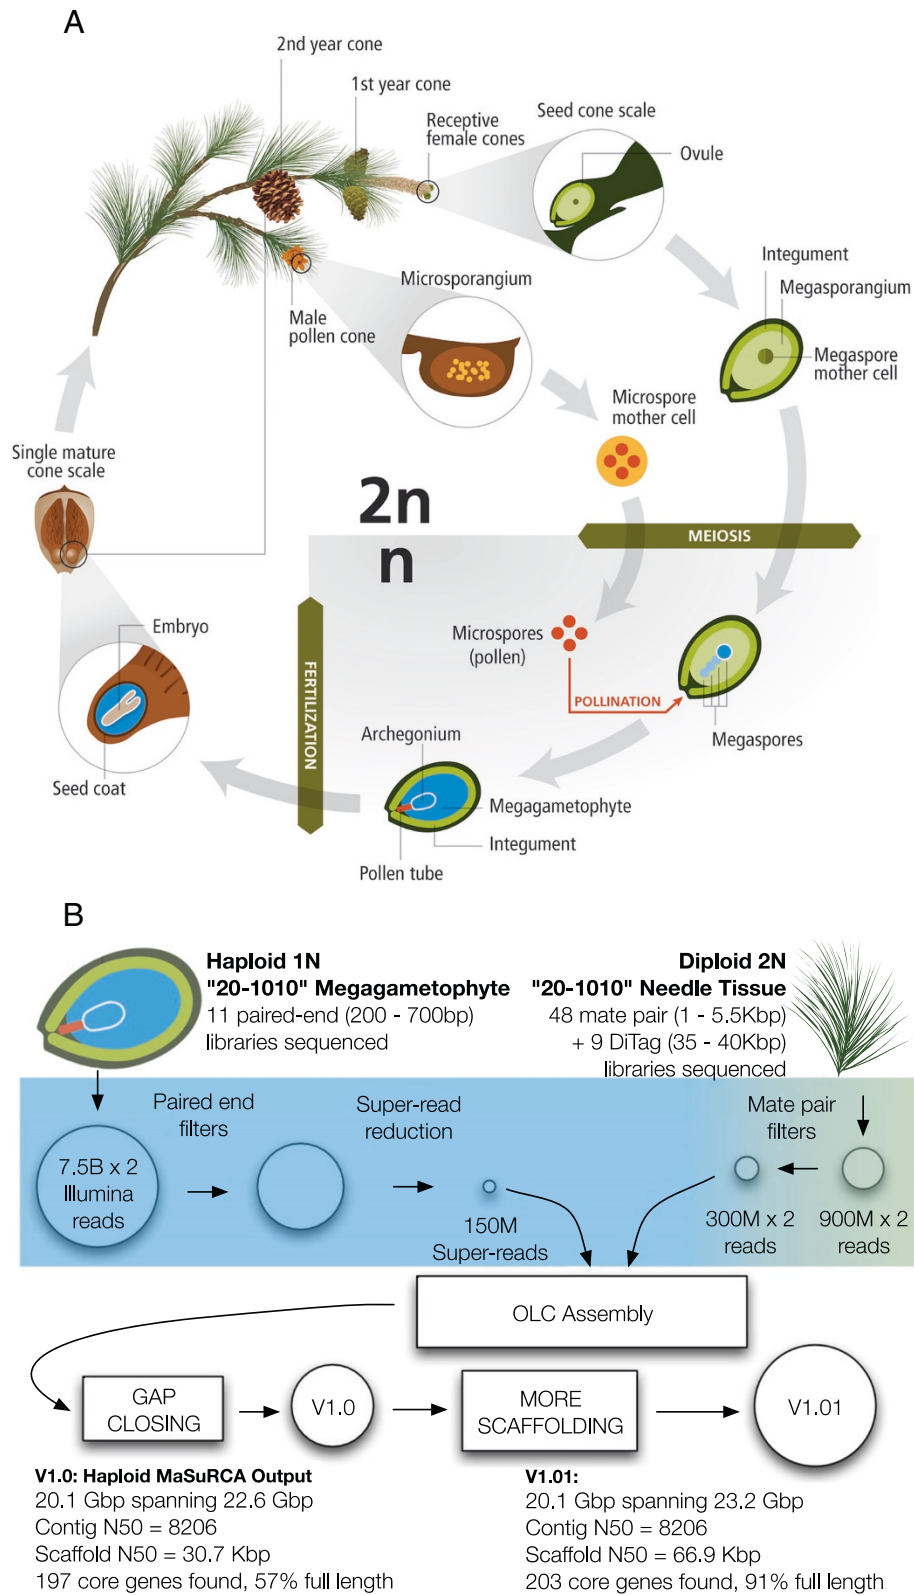 A
2nd year cone
1st year cone
Receptive
female cones
Seed cone scale
Ovule
Integument
Megasporangium
Megaspore
mother cell
Microsporangium
Male
pollen cone
Microspore
mother cell
Single mature
cone scale
2n
n
MEIOSIS
Embryo
Seed coat
FERTILIZATION
Microspores
(pollen)
POLLINATION
Megaspores
Archegonium
Megagametophyte
Integument
Pollen tube
B
Haploid 1N
"20-1010" Megagametophyte
11 paired-end (200 - 700bp)
libraries sequenced
Diploid 2N
"20-1010" Needle Tissue
48 mate pair (1 - 5.5Kbp)
+ 9 DiTag (35 - 40Kbp)
libraries sequenced
Paired end
filters
Super-read
reduction
Mate pair
filters
7.5B x 2
Illumina
reads
150M
Super-reads
300M x 2
reads
900M x 2
reads
OLC Assembly
GAP
CLOSING
V1.0
MORE
SCAFFOLDING
V1.01
V1.0: Haploid MaSuRCA Output
20.1 Gbp spanning 22.6 Gbp
Contig N50 = 8206
Scaffold N50 = 30.7 Kbp
197 core genes found, 57% full length
V1.01:
20.1 Gbp spanning 23.2 Gbp
Contig N50 = 8206
Scaffold N50 = 66.9 Kbp
203 core genes found, 91% full length